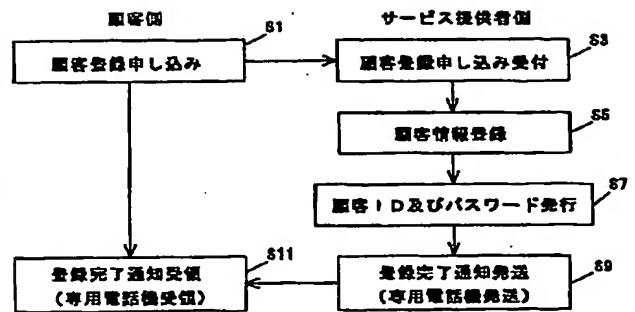 顧客側
サービス提供者側
S1
顧客登録申し込み
S3
顧客登録申し込み受付
S5
顧客情報登録
S7
顧客ID及びパスワード発行
S11
登録完了通知受領
(専用電話機受領)
S9
登録完了通知発送
(専用電話機発送)